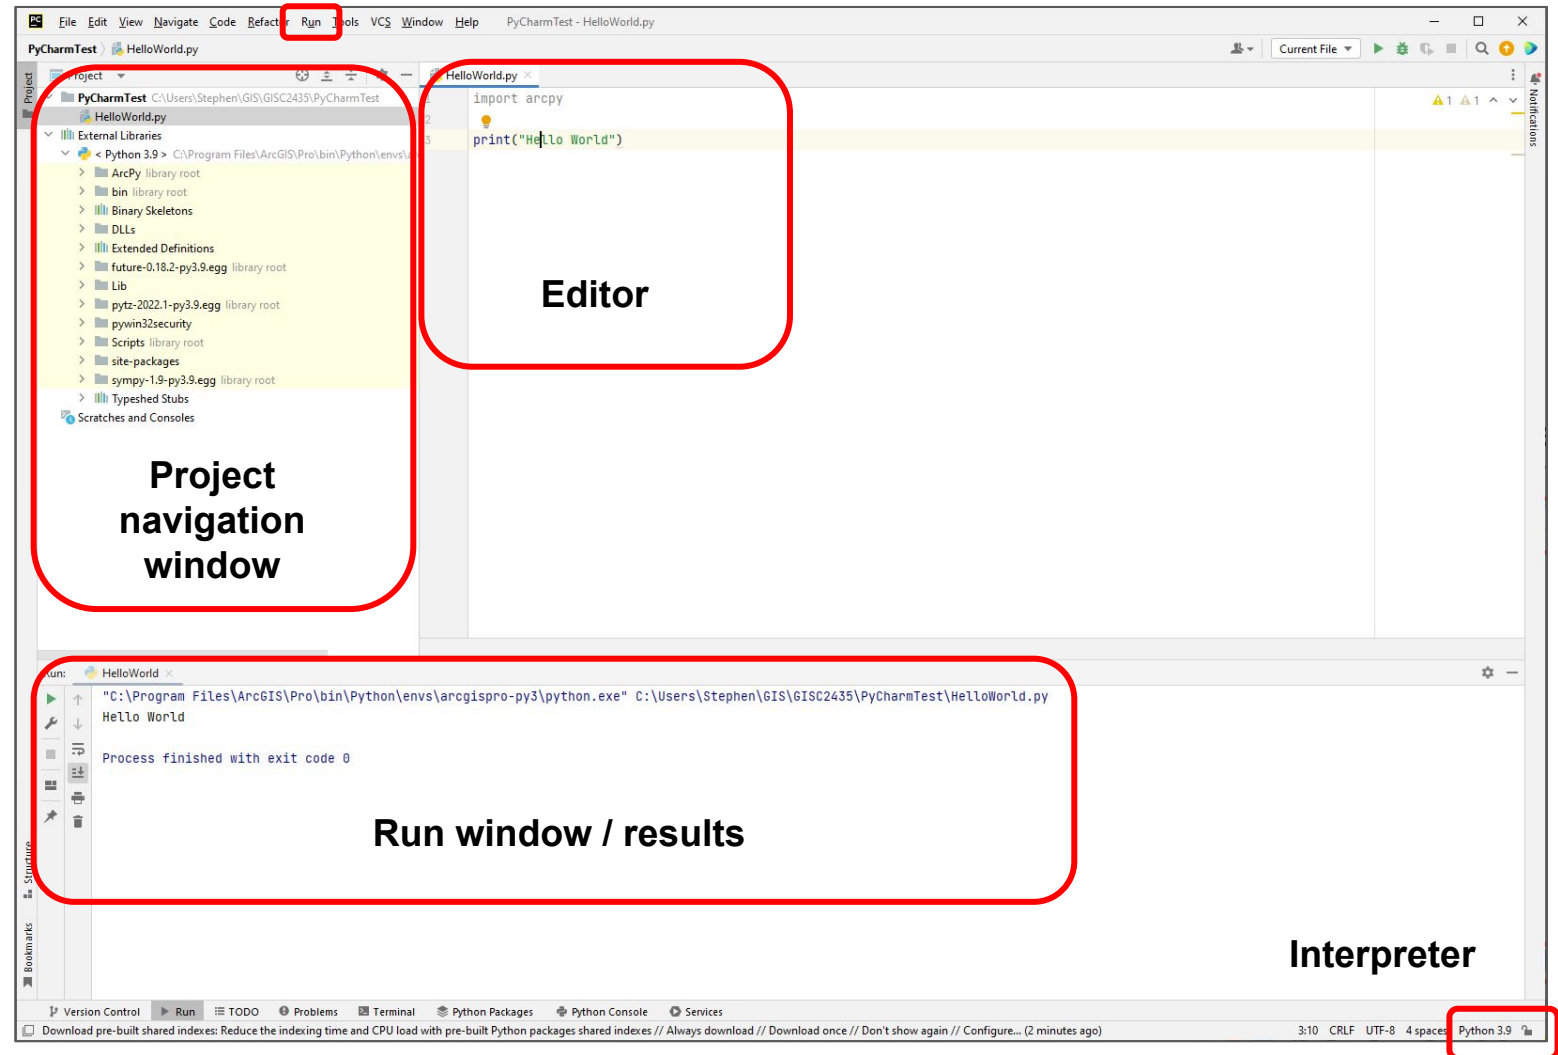 PC File Edit View Navigate Code Refactor Run Tools VCS Window Help PyCharmTest - HelloWorld.py
PyCharmTest HelloWorld.py Current File
Project
Project
HelloWorld.py
Notifications
PyCharmTest C:\Users\Stephen\GIS\GISC2435\PyCharmTest
HelloWorld.py
External Libraries
< Python 3.9 > C:\Program Files\ArcGIS\Pro\bin\Python\envs\
ArcPy library root
bin library root
Binary Skeletons
DLLs
Extended Definitions
future-0.18.2-py3.9.egg library root
Lib
pytz-2022.1-py3.9.egg library root
pywin32security
Scripts library root
site-packages
sympy-1.9-py3.9.egg library root
Typeshed Stubs
Scratches and Consoles
Project
navigation
window
1 import arcpy
2
3 print("Hello World")
1 1
Editor
Run: HelloWorld
"C:\Program Files\ArcGIS\Pro\bin\Python\envs\arcgispro-py3\python.exe" C:\Users\Stephen\GIS\GISC2435\PyCharmTest\HelloWorld.py
Hello World
Process finished with exit code 0
Run window / results
Structure
Bookmarks
Interpreter
Version Control Run TODO Problems Terminal Python Packages Python Console Services
Download pre-built shared indexes: Reduce the indexing time and CPU load with pre-built Python packages shared indexes // Always download // Download once // Don't show again // Configure... (2 minutes ago) 3:10 CRLF UTF-8 4 spaces Python 3.9